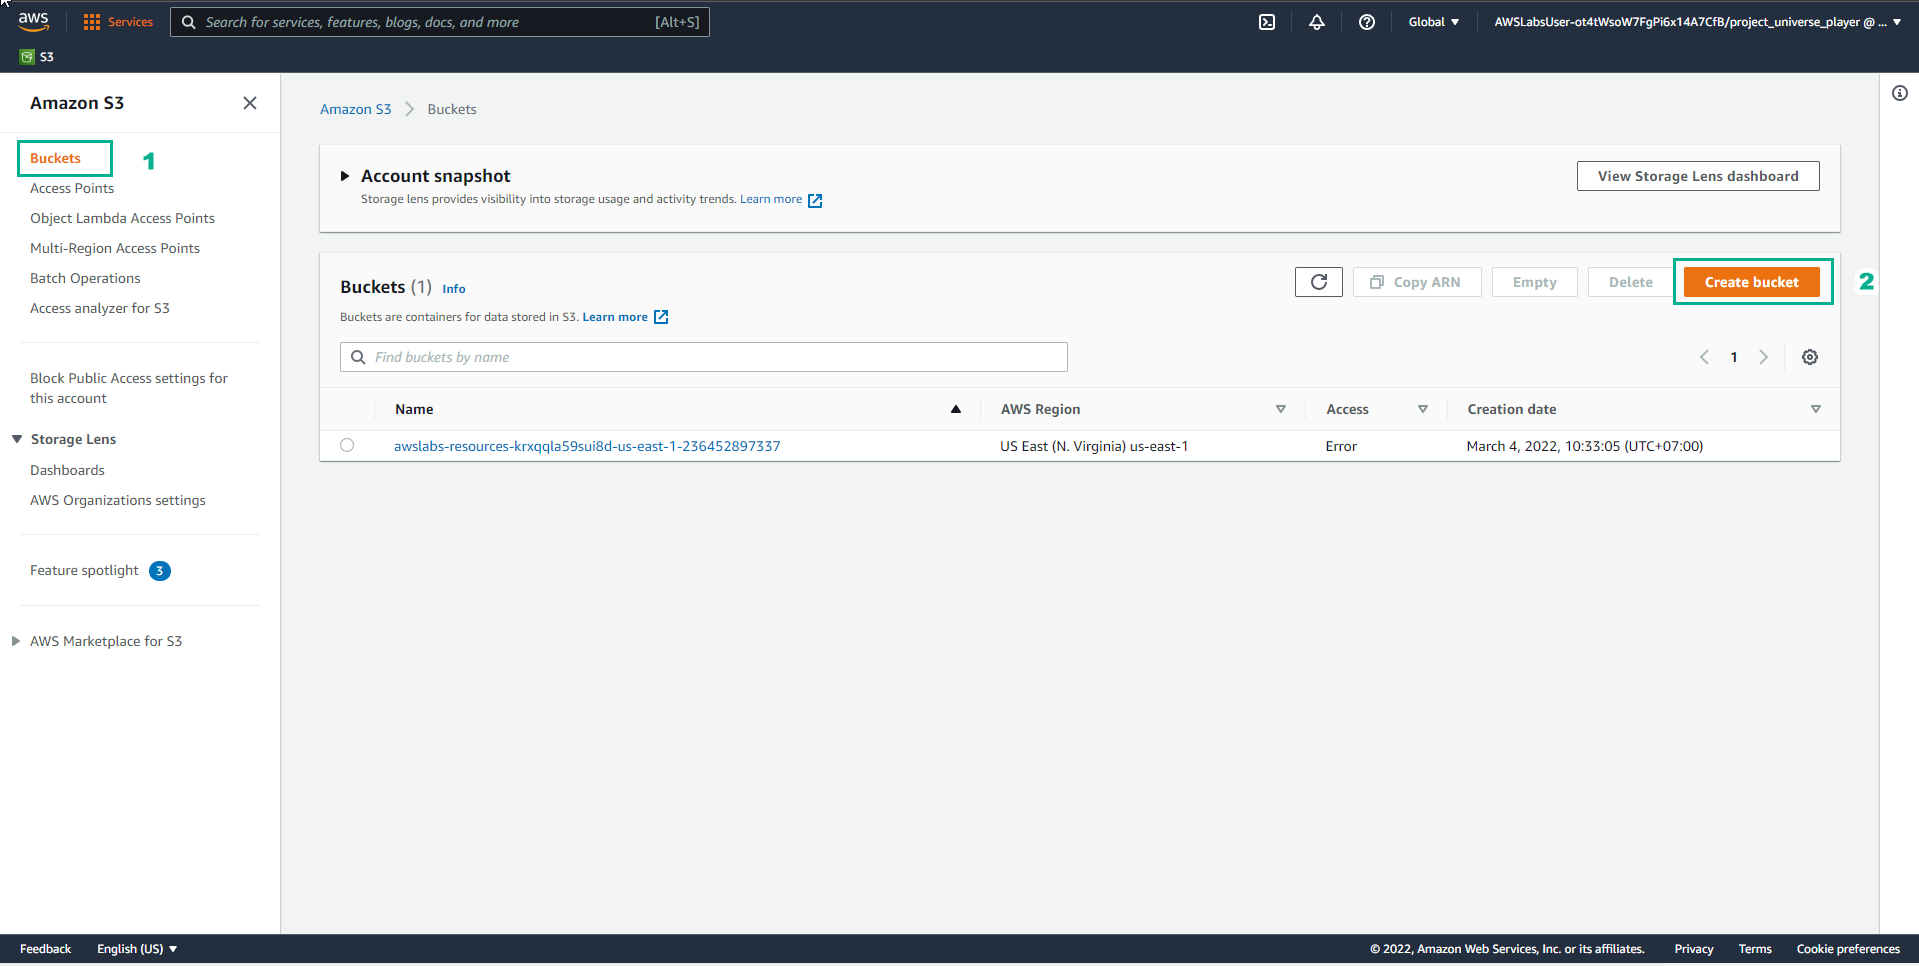 aws
Services
Search for services, features, blogs, docs, and more
[Alt+S]
Global
AWSLabsUser-ot4tWsoW7FgPi6x14A7CfB/project_universe_player @ ...
S3
Amazon S3
Buckets
1
Access Points
Object Lambda Access Points
Multi-Region Access Points
Batch Operations
Access analyzer for S3
Block Public Access settings for
this account
Storage Lens
Dashboards
AWS Organizations settings
Feature spotlight 3
AWS Marketplace for S3
Amazon S3 > Buckets
Account snapshot
Storage lens provides visibility into storage usage and activity trends. Learn more
View Storage Lens dashboard
Buckets (1) Info
Buckets are containers for data stored in S3. Learn more
Copy ARN
Empty
Delete
Create bucket
2
Find buckets by name
1
Name AWS Region Access Creation date
awslabs-resources-krxqqla59sui8d-us-east-1-236452897337 US East (N. Virginia) us-east-1 Error March 4, 2022, 10:33:05 (UTC+07:00)
Feedback English (US) © 2022, Amazon Web Services, Inc. or its affiliates. Privacy Terms Cookie preferences